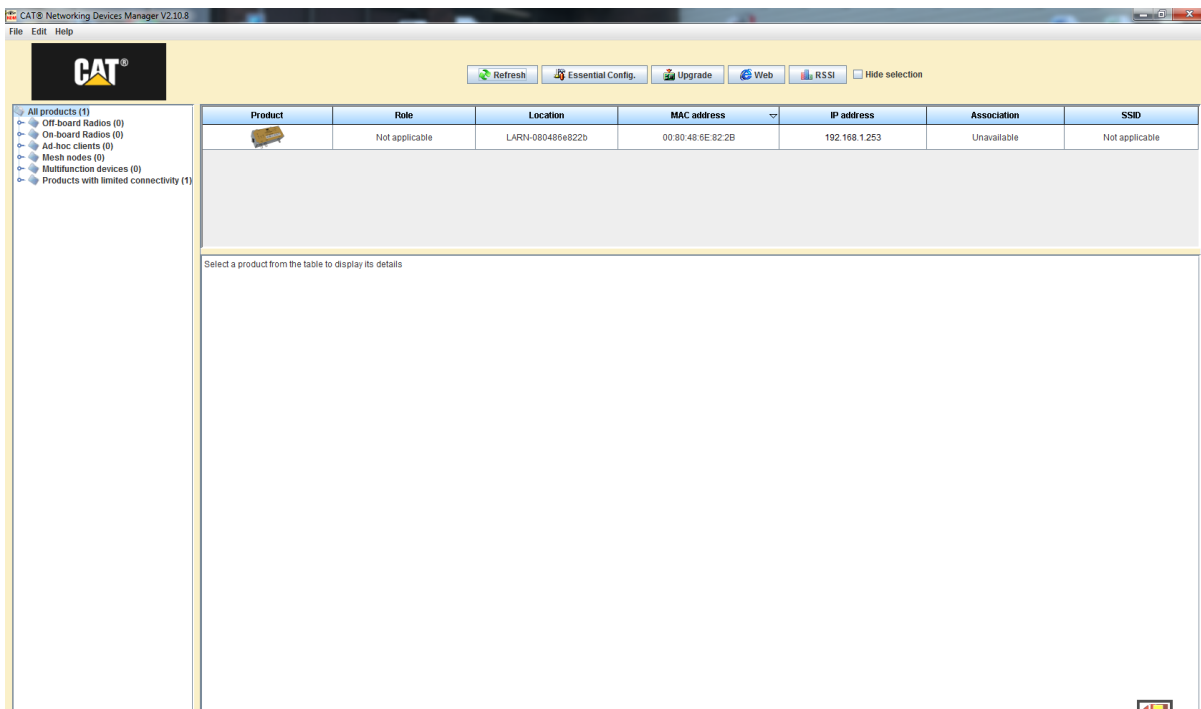 CAT® Networking Devices Manager V2.10.8
File Edit Help
CAT®
Refresh Essential Config. Upgrade Web RSSI Hide selection
All products (1)
Off-board Radios (0)
On-board Radios (0)
Ad-hoc clients (0)
Mesh nodes (0)
Multifunction devices (0)
Products with limited connectivity (1)
Product Role Location MAC address IP address Association SSID
Not applicable LARN-080486e822b 00:80:48:6E:82:2B 192.168.1.253 Unavailable Not applicable
Select a product from the table to display its details